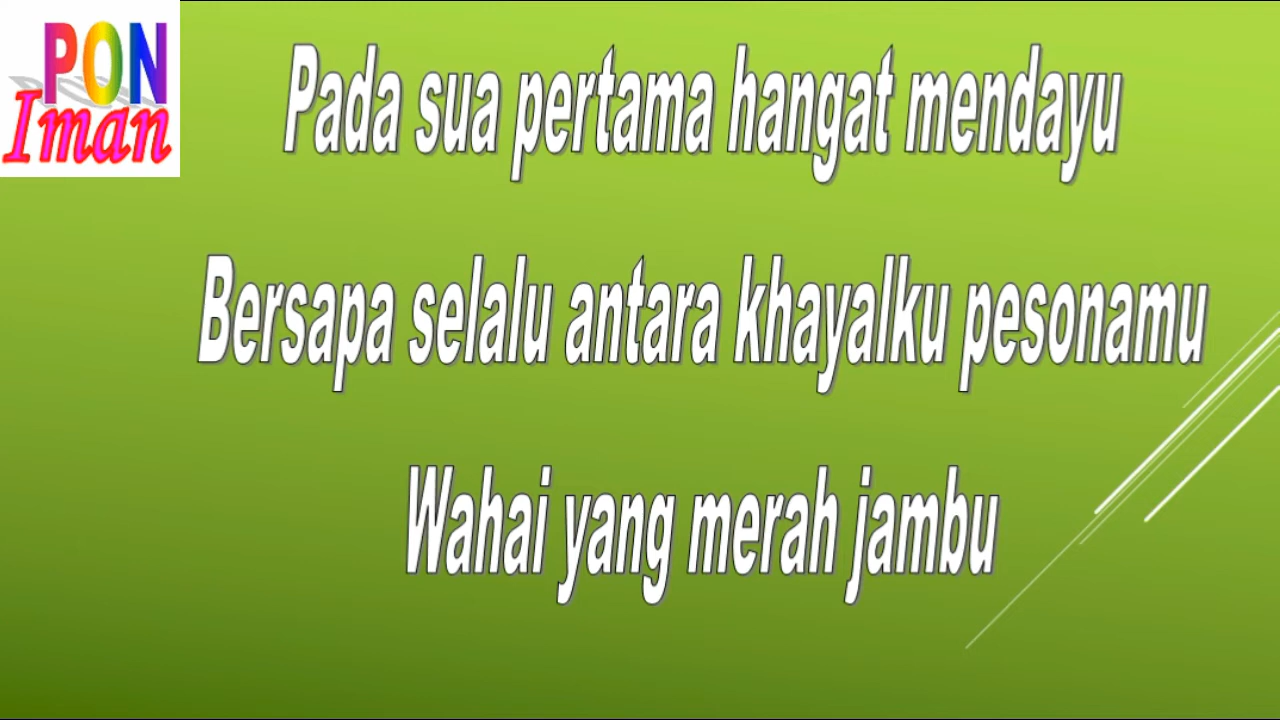 PON
Iman
Pada sua pertama hangat mendayu
Bersapa selalu antara khayalku pesonamu
Wahai yang merah jambu